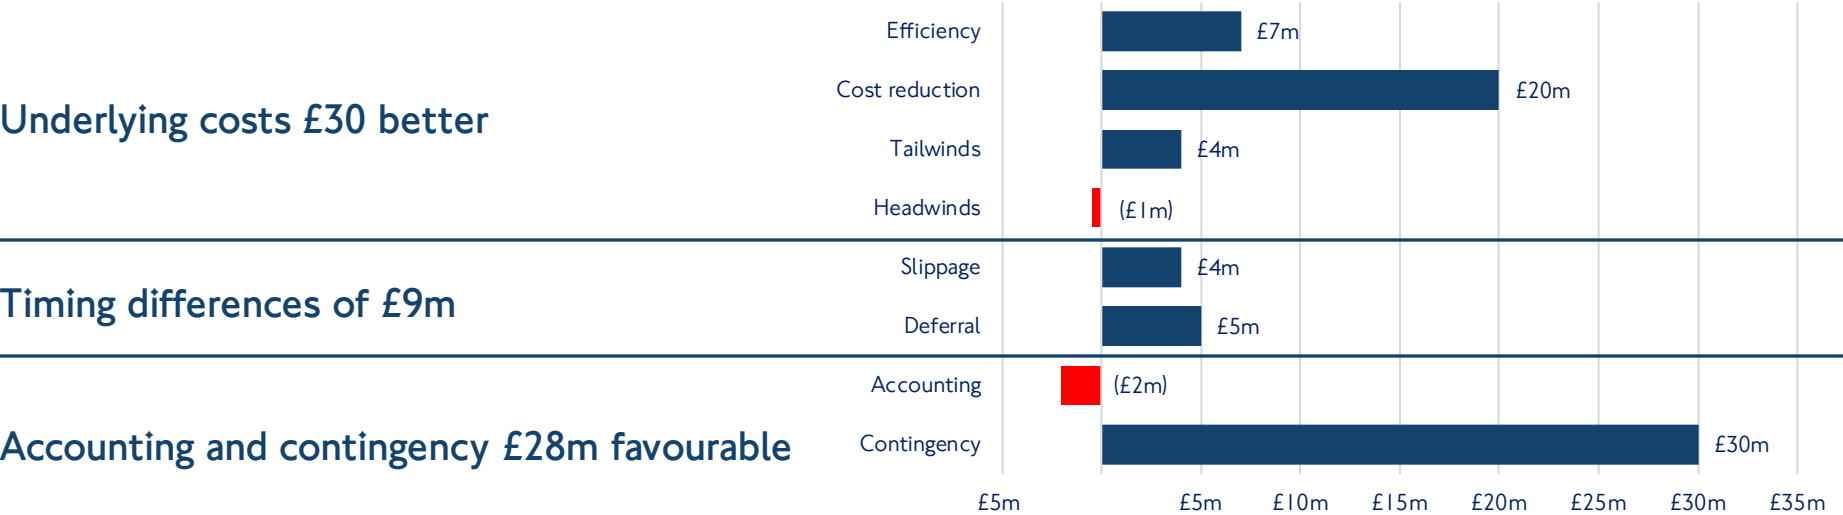 Efficiency £7m
Cost reduction £20m
Underlying costs £30 better
Tailwinds £4m
Headwinds (£1m)
Slippage £4m
Timing differences of £9m
Deferral £5m
Accounting (£2m)
Accounting and contingency £28m favourable
Contingency £30m
£5m £5m £10m £15m £20m £25m £30m £35m